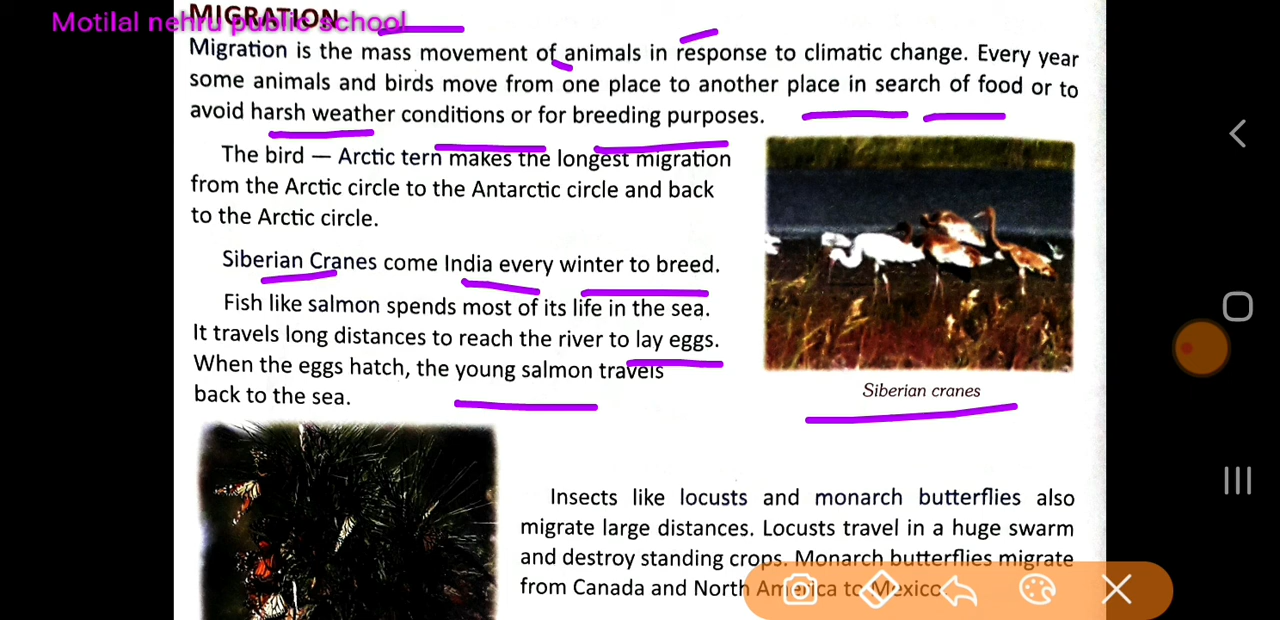 MIGRATION
Motilal nehru public school
Migration is the mass movement of animals in response to climatic change. Every year
some animals and birds move from one place to another place in search of food or to
avoid harsh weather conditions or for breeding purposes.
The bird — Arctic tern makes the longest migration
from the Arctic circle to the Antarctic circle and back
to the Arctic circle.
Siberian Cranes come India every winter to breed.
Fish like salmon spends most of its life in the sea.
It travels long distances to reach the river to lay eggs.
When the eggs hatch, the young salmon travels
back to the sea.
Siberian cranes
Insects like locusts and monarch butterflies also
migrate large distances. Locusts travel in a huge swarm
and destroy standing crops. Monarch butterflies migrate
from Canada and North America to Mexico.